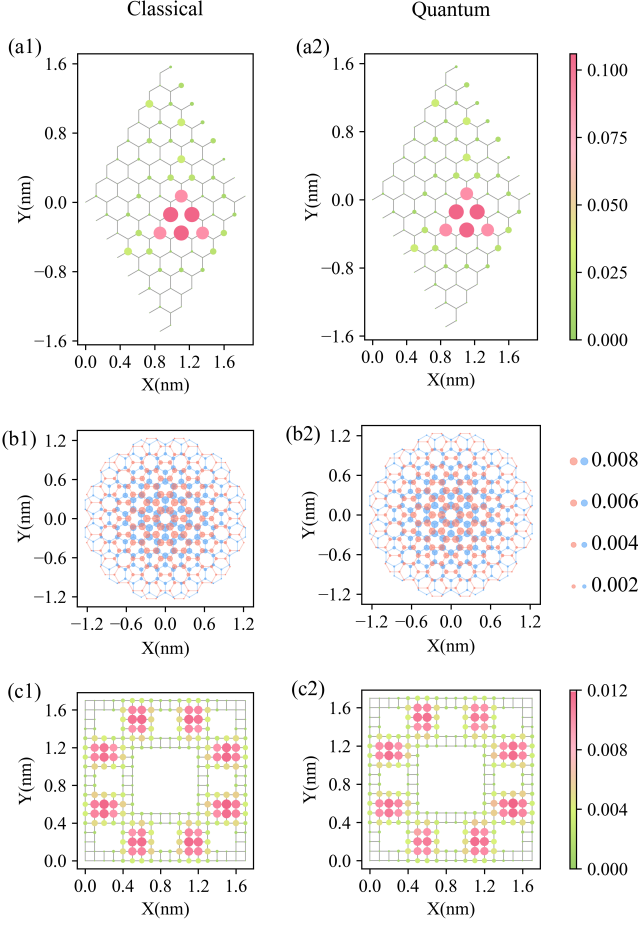 Classical Quantum
(a1) (a2)
1.6 1.6 0.100
0.8 0.8 0.075
Y(nm) 0.0 Y(nm) 0.0 0.050
−0.8 −0.8 0.025
−1.6 −1.6 0.000
0.0 0.4 0.8 1.2 1.6 0.0 0.4 0.8 1.2 1.6
X(nm) X(nm)
(b1) (b2)
1.2 1.2
0.6 0.6 0.008
Y(nm) 0.0 Y(nm) 0.0 0.006
−0.6 −0.6 0.004
−1.2 −1.2 0.002
−1.2 −0.6 0.0 0.6 1.2 −1.2 −0.6 0.0 0.6 1.2
X(nm) X(nm)
(c1) (c2)
1.6 1.6 0.012
1.2 1.2 0.008
Y(nm) 0.8 Y(nm) 0.8
0.4 0.4 0.004
0.0 0.0 0.000
0.0 0.4 0.8 1.2 1.6 0.0 0.4 0.8 1.2 1.6
X(nm) X(nm)